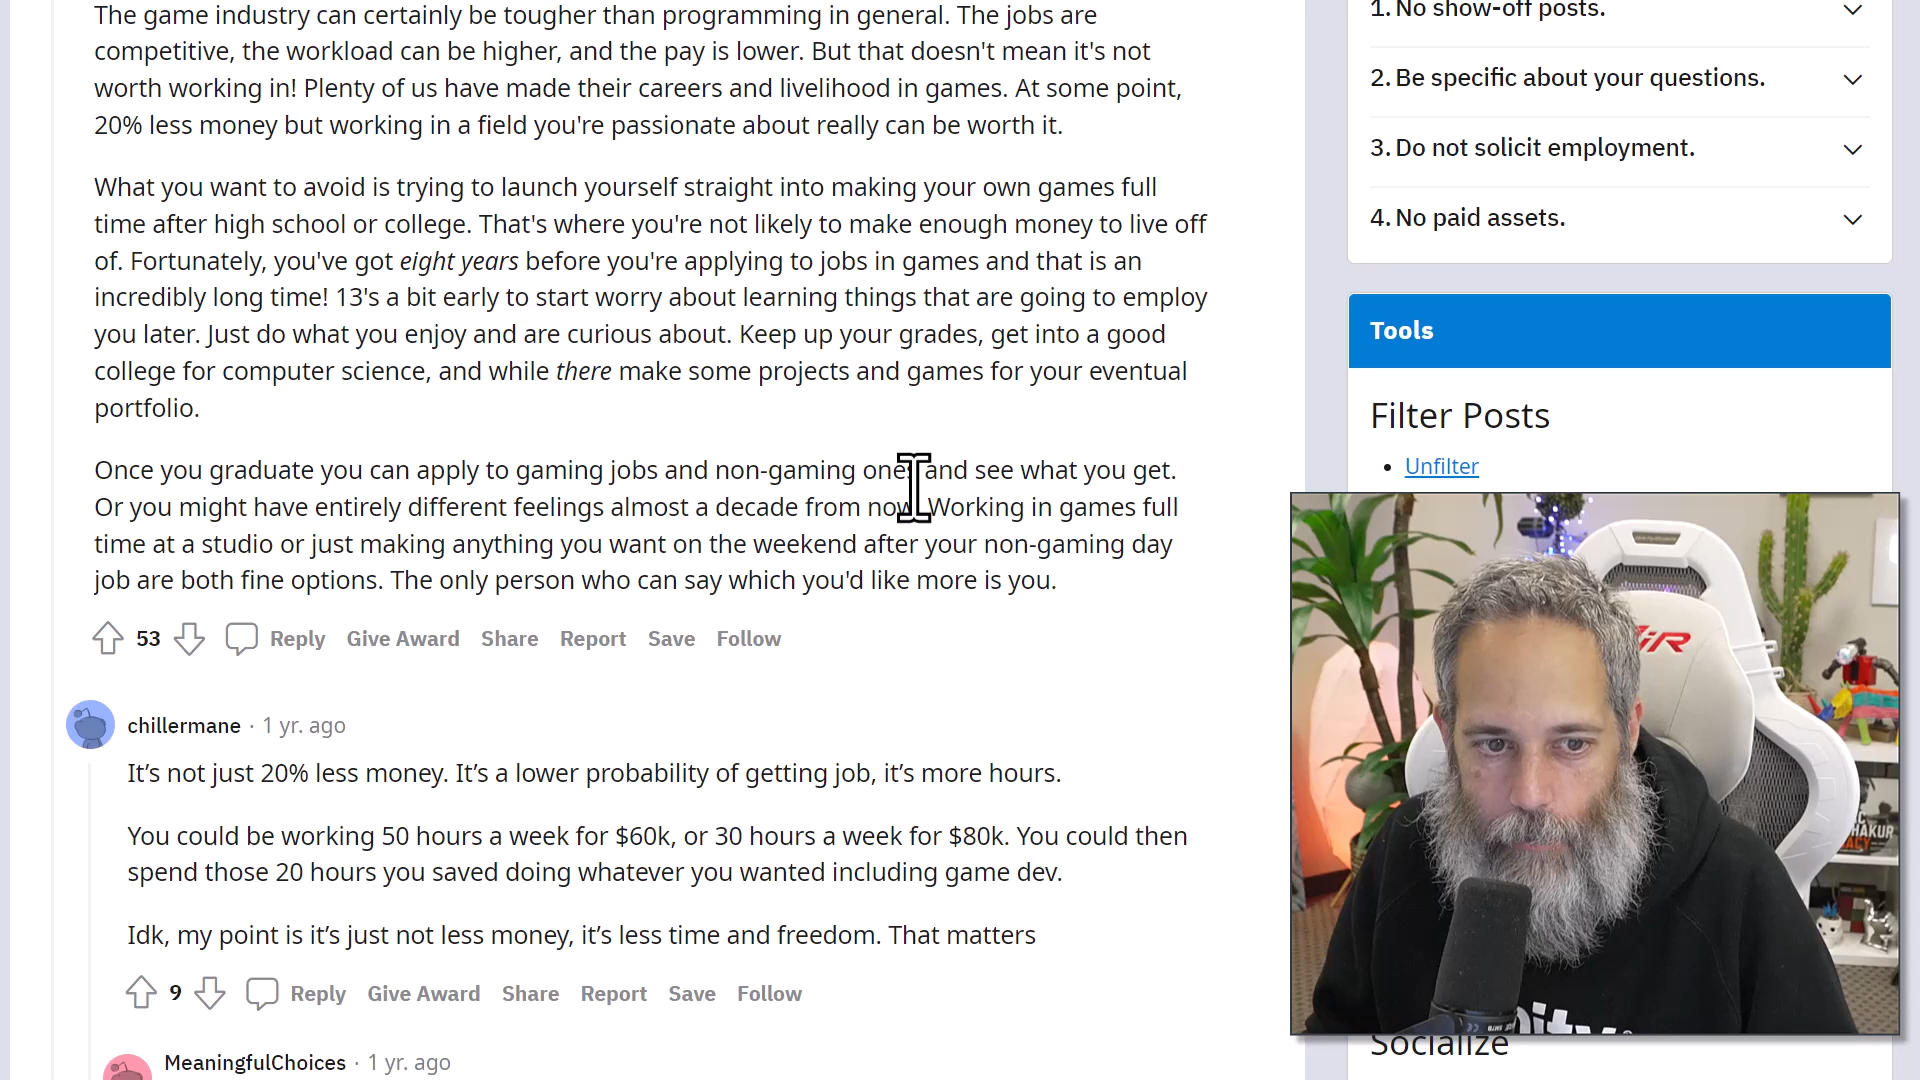 The game industry can certainly be tougher than programming in general. The jobs are
competitive, the workload can be higher, and the pay is lower. But that doesn't mean it's not
worth working in! Plenty of us have made their careers and livelihood in games. At some point,
20% less money but working in a field you're passionate about really can be worth it.
What you want to avoid is trying to launch yourself straight into making your own games full
time after high school or college. That's where you're not likely to make enough money to live off
of. Fortunately, you've got eight years before you're applying to jobs in games and that is an
incredibly long time! 13's a bit early to start worry about learning things that are going to employ
you later. Just do what you enjoy and are curious about. Keep up your grades, get into a good
college for computer science, and while there make some projects and games for your eventual
portfolio.
Once you graduate you can apply to gaming jobs and non-gaming ones and see what you get.
Or you might have entirely different feelings almost a decade from now. Working in games full
time at a studio or just making anything you want on the weekend after your non-gaming day
job are both fine options. The only person who can say which you'd like more is you.
53 Reply Give Award Share Report Save Follow
chillermane · 1 yr. ago
It’s not just 20% less money. It’s a lower probability of getting job, it’s more hours.
You could be working 50 hours a week for $60k, or 30 hours a week for $80k. You could then
spend those 20 hours you saved doing whatever you wanted including game dev.
Idk, my point is it’s just not less money, it’s less time and freedom. That matters
9 Reply Give Award Share Report Save Follow
MeaningfulChoices · 1 yr. ago
1. No show-off posts.
2. Be specific about your questions.
3. Do not solicit employment.
4. No paid assets.
Tools
Filter Posts
• Unfilter
Socialize